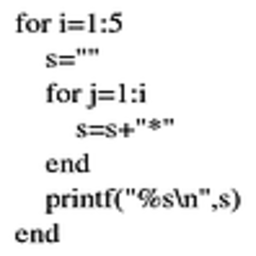 for i=1:5
s=""
for j=1:i
s=s+"*"
end
printf("%s\n",s)
end